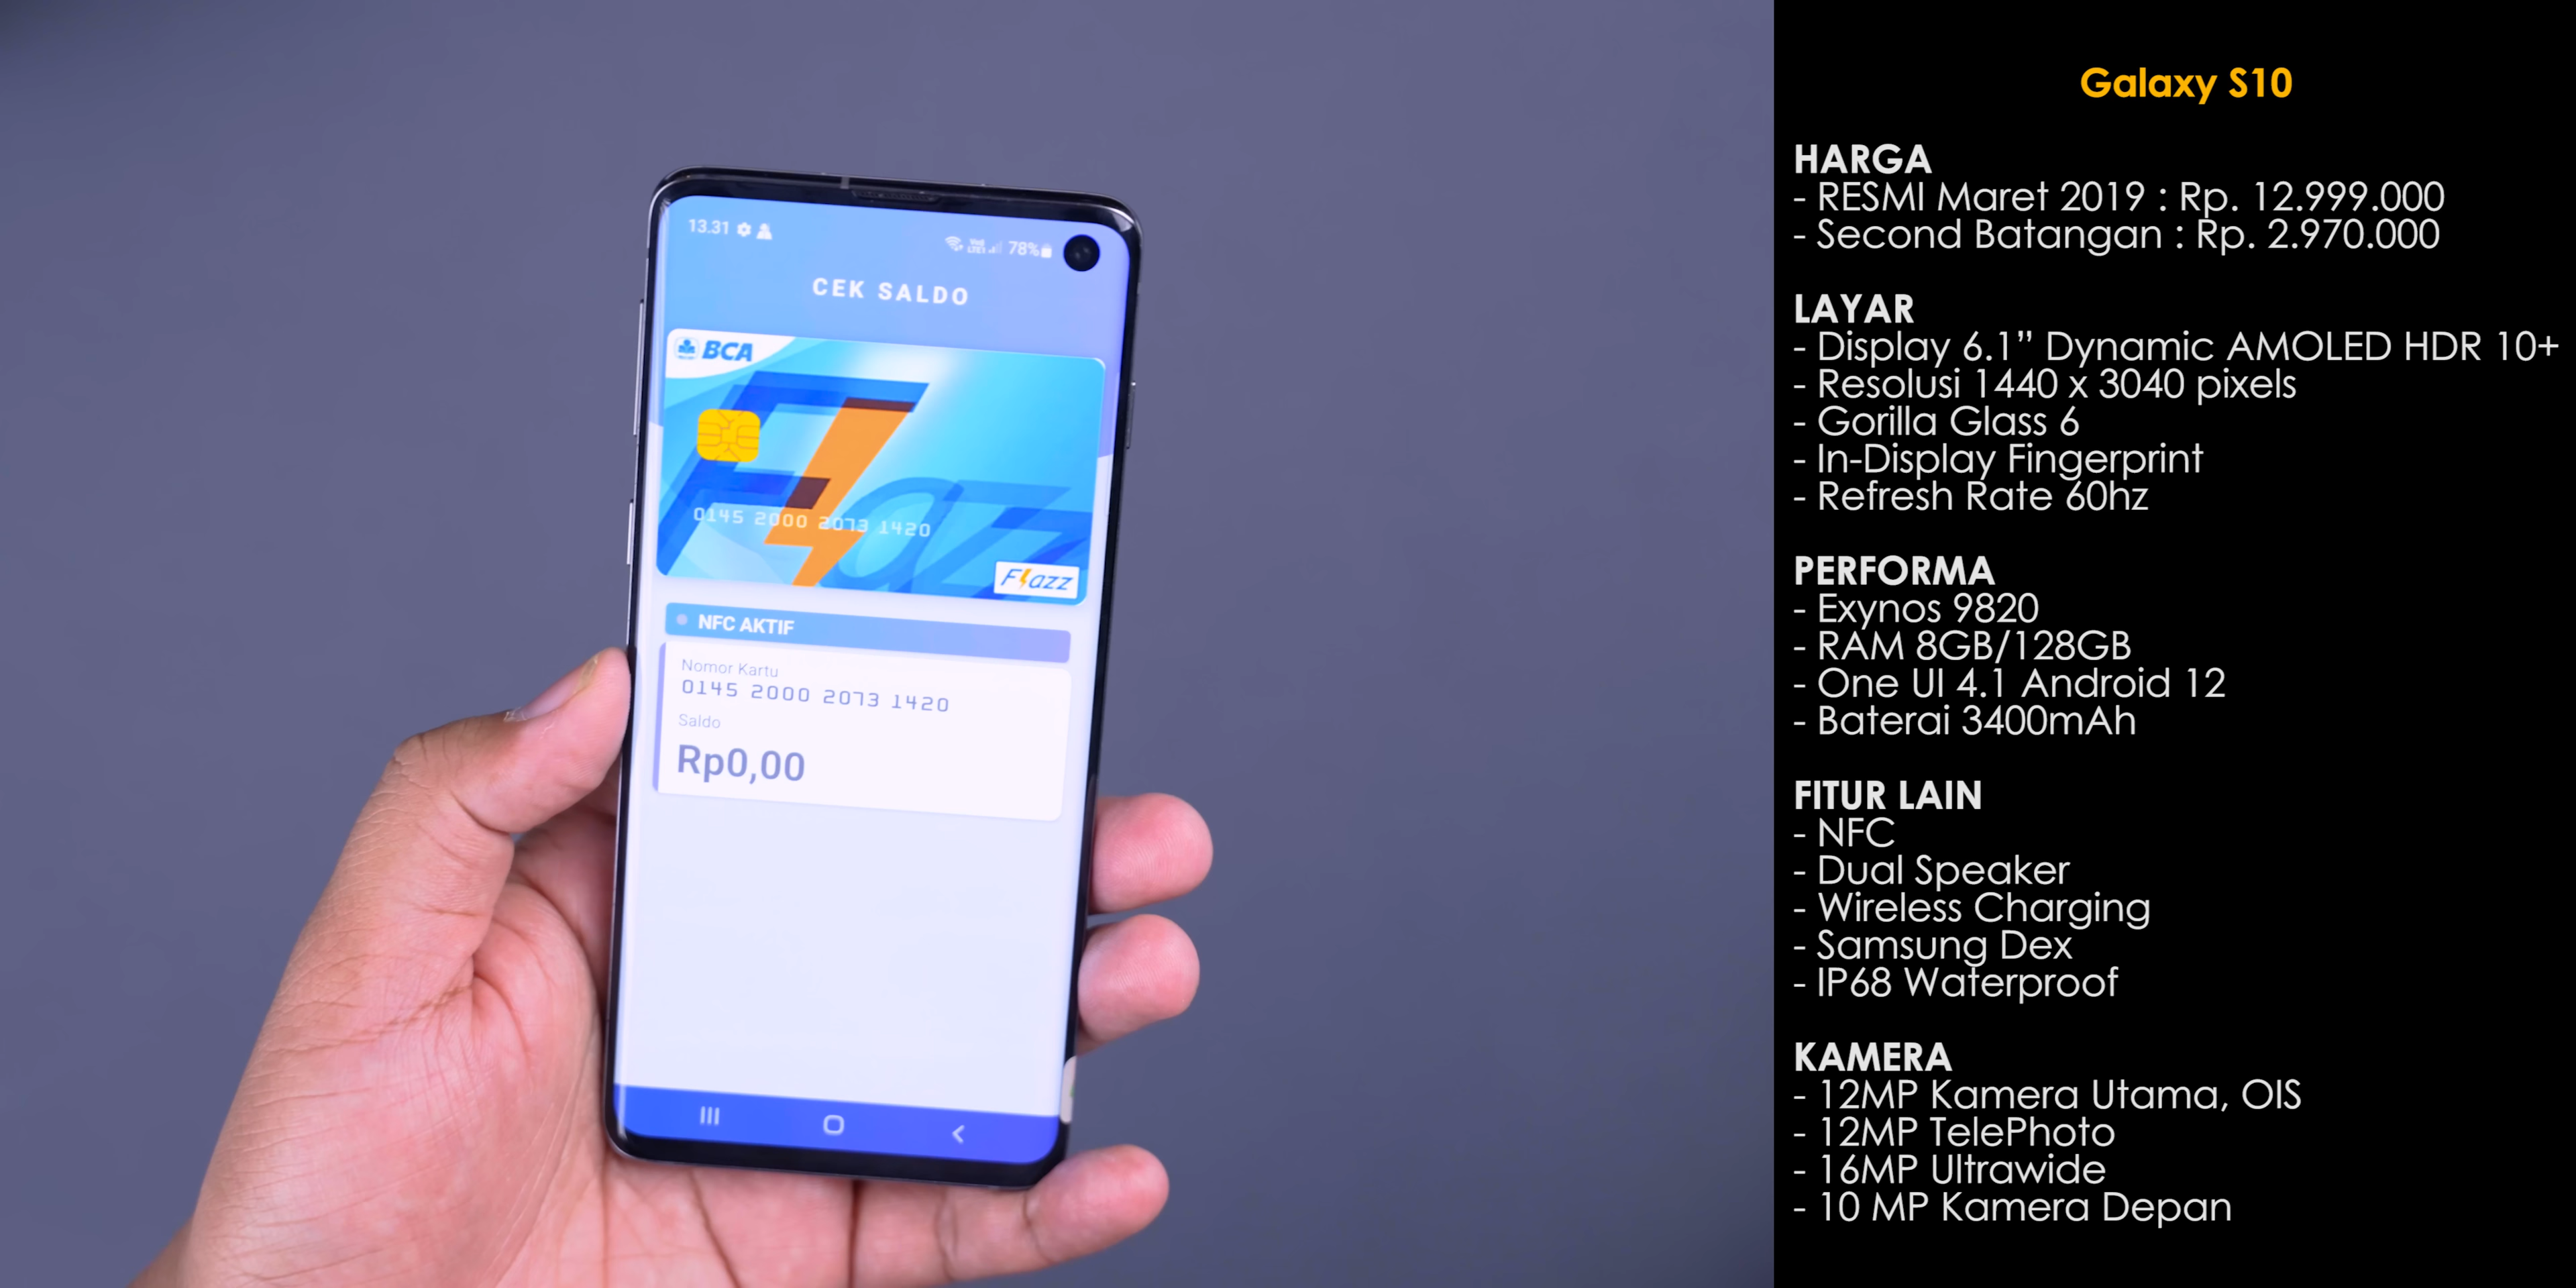 13.31
78%
CEK SALDO
BCA
Flazz
0145 2000 2073 1420
Flazz
NFC AKTIF
Nomor Kartu
0145 2000 2073 1420
Saldo
Rp0,00
Galaxy S10
HARGA
- RESMI Maret 2019 : Rp. 12.999.000
- Second Batangan : Rp. 2.970.000
LAYAR
- Display 6.1” Dynamic AMOLED HDR 10+
- Resolusi 1440 x 3040 pixels
- Gorilla Glass 6
- In-Display Fingerprint
- Refresh Rate 60hz
PERFORMA
- Exynos 9820
- RAM 8GB/128GB
- One UI 4.1 Android 12
- Baterai 3400mAh
FITUR LAIN
- NFC
- Dual Speaker
- Wireless Charging
- Samsung Dex
- IP68 Waterproof
KAMERA
- 12MP Kamera Utama, OIS
- 12MP TelePhoto
- 16MP Ultrawide
- 10 MP Kamera Depan